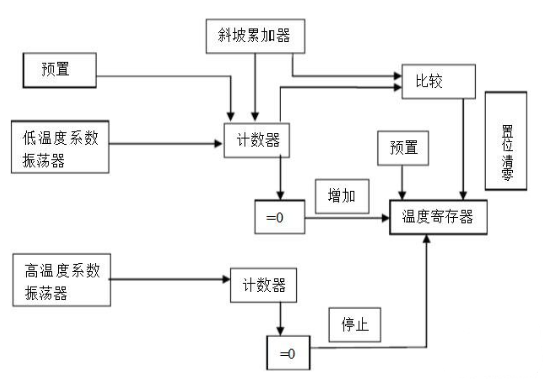 斜坡累加器
预置
比较
低温度系数
振荡器
计数器
预置
置位清零
增加
=0
温度寄存器
高温度系数
振荡器
计数器
停止
=0